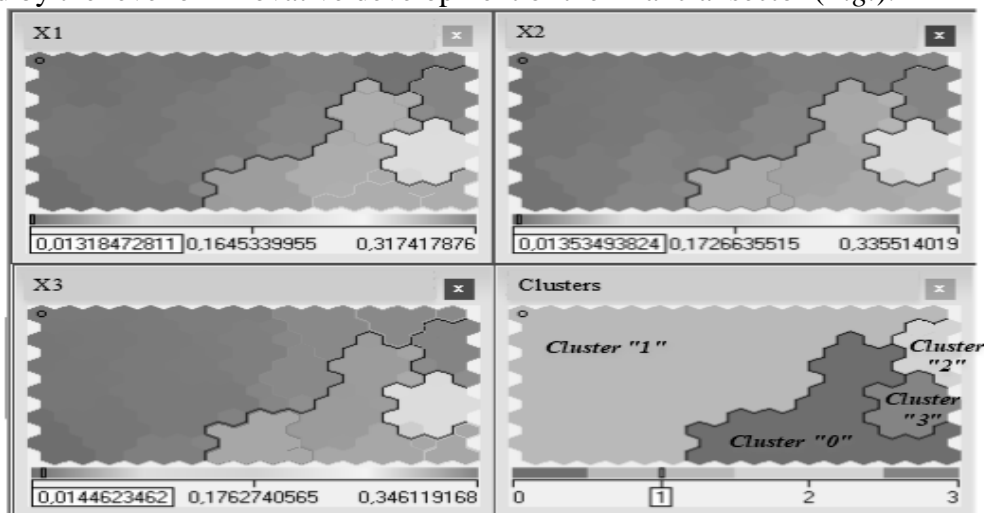 X1
X2
0,01318472811 0,1645339955 0,317417876
0,01353493824 0,1726635515 0,335514019
X3
Clusters
Cluster "1"
Cluster
"2"
Cluster
"3"
Cluster "0"
0,0144623462 0,1762740565 0,346119168
0 1 2 3